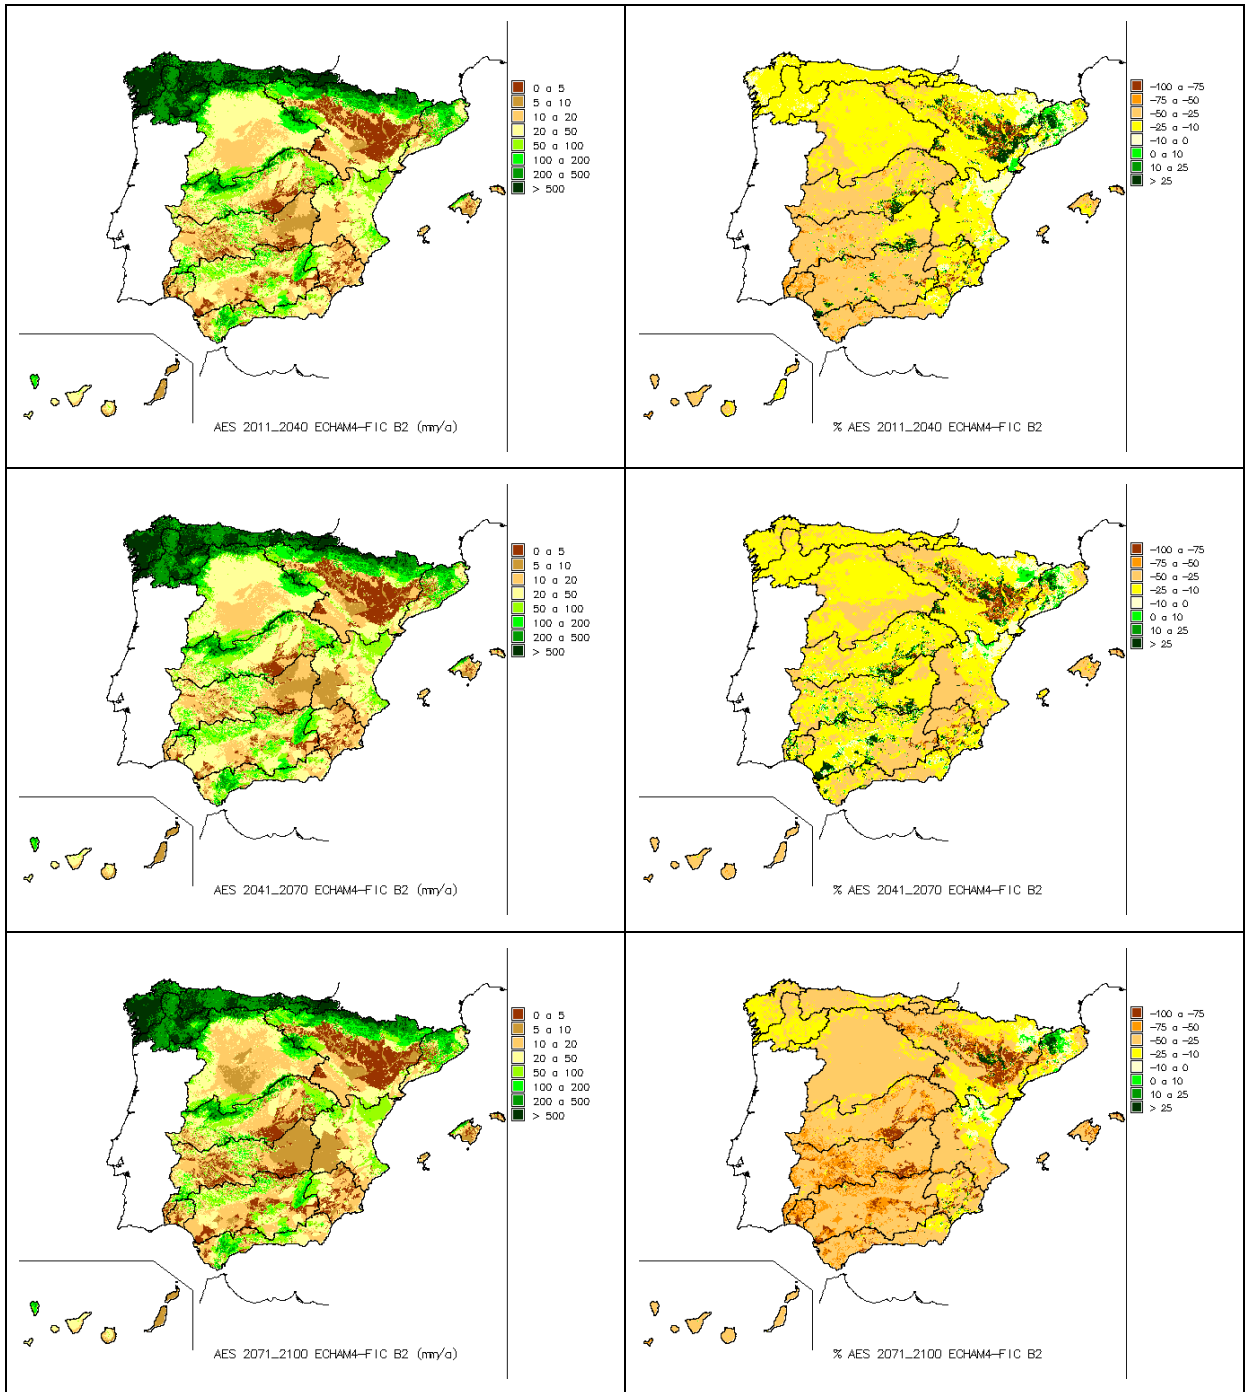 0 a 5
5 a 10
10 a 20
20 a 50
50 a 100
100 a 200
200 a 500
> 500
AES 2011_2040 ECHAM4-FIC B2 (mm/a)
-100 a -75
-75 a -50
-50 a -25
-25 a -10
-10 a 0
0 a 10
10 a 25
> 25
% AES 2011_2040 ECHAM4-FIC B2
0 a 5
5 a 10
10 a 20
20 a 50
50 a 100
100 a 200
200 a 500
> 500
AES 2041_2070 ECHAM4-FIC B2 (mm/a)
-100 a -75
-75 a -50
-50 a -25
-25 a -10
-10 a 0
0 a 10
10 a 25
> 25
% AES 2041_2070 ECHAM4-FIC B2
0 a 5
5 a 10
10 a 20
20 a 50
50 a 100
100 a 200
200 a 500
> 500
AES 2071_2100 ECHAM4-FIC B2 (mm/a)
-100 a -75
-75 a -50
-50 a -25
-25 a -10
-10 a 0
0 a 10
10 a 25
> 25
% AES 2071_2100 ECHAM4-FIC B2